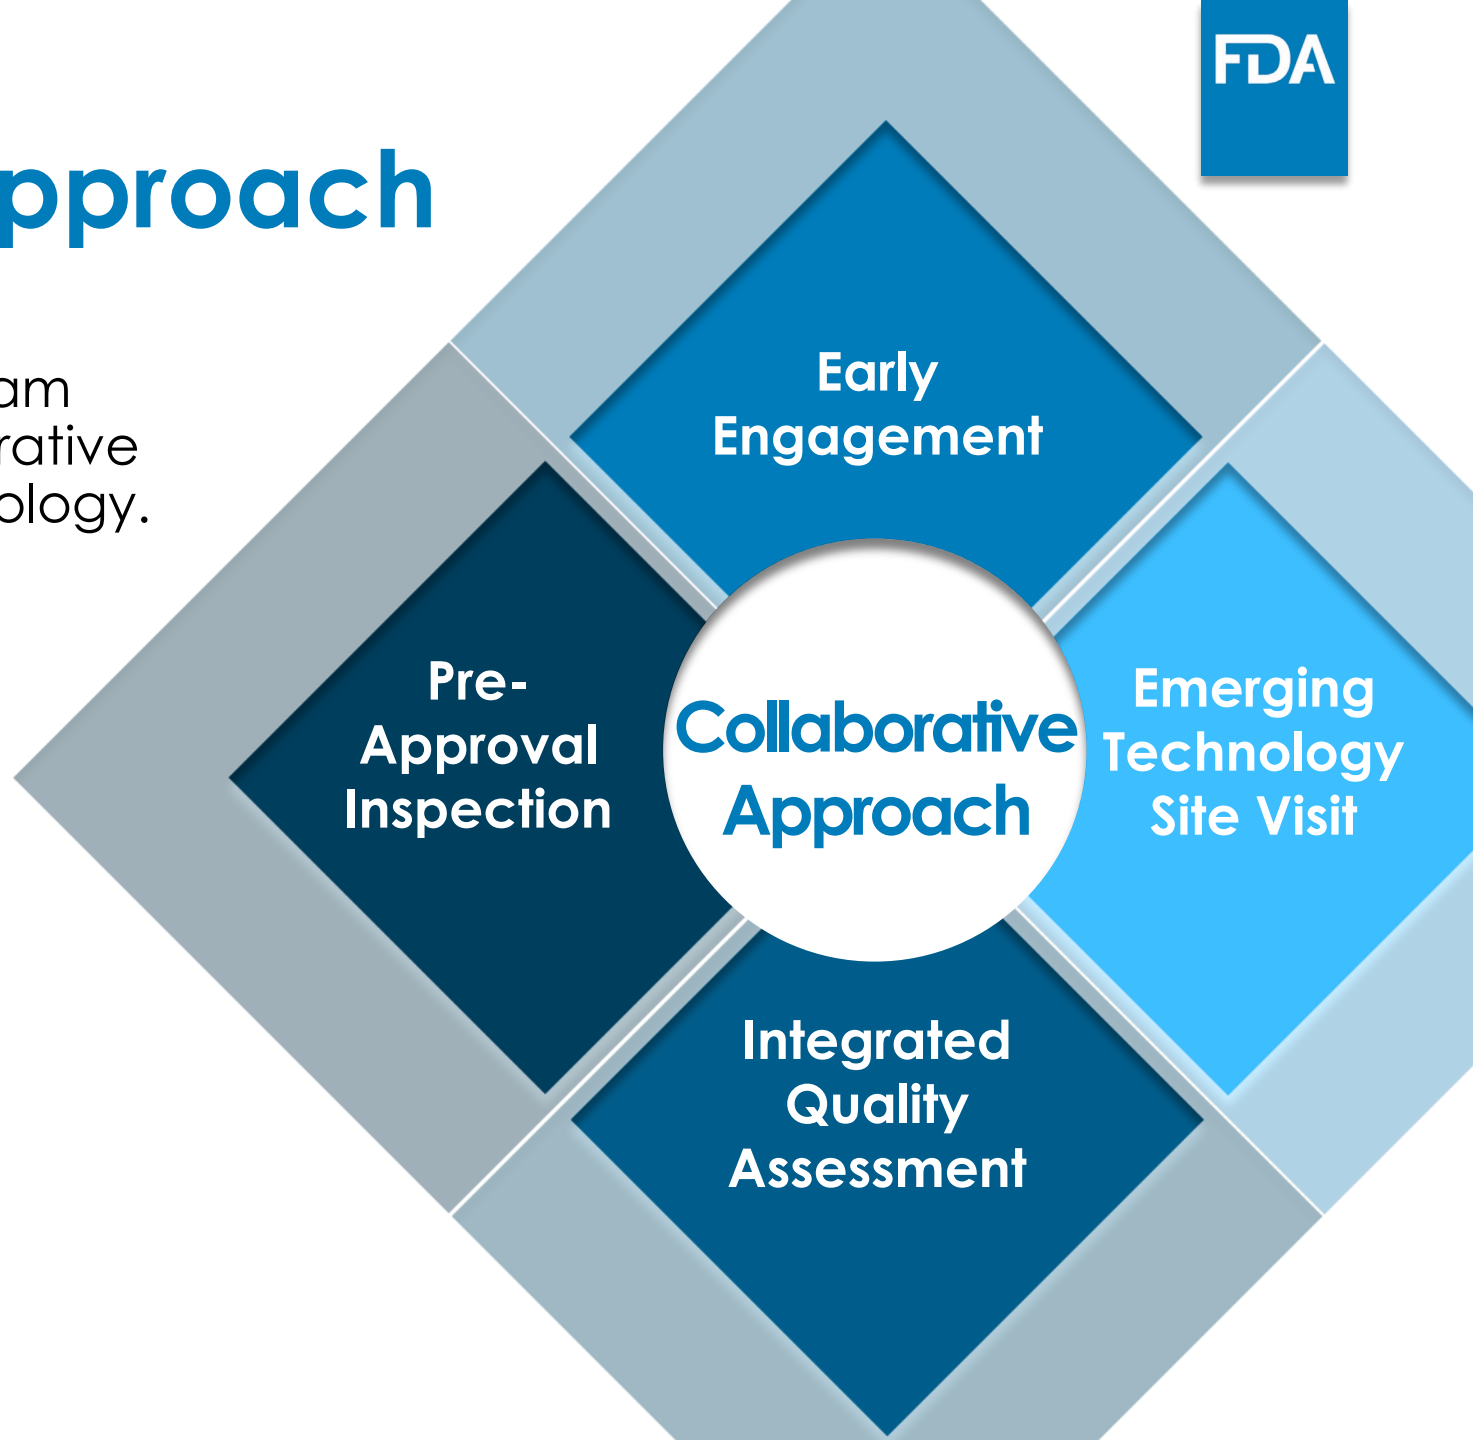 FDA
pproach
am
rative
ology.
Early
Engagement
Pre-
Approval
Inspection
Collaborative
Approach
Emerging
Technology
Site Visit
Integrated
Quality
Assessment